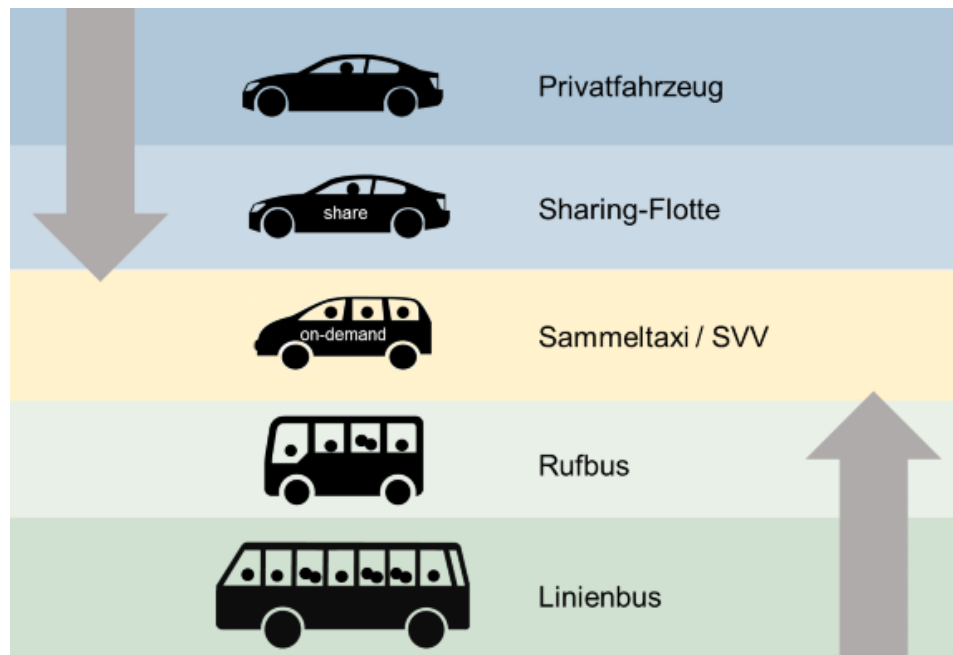 Privatfahrzeug
share
Sharing-Flotte
on-demand
Sammeltaxi / SVV
Rufbus
Linienbus